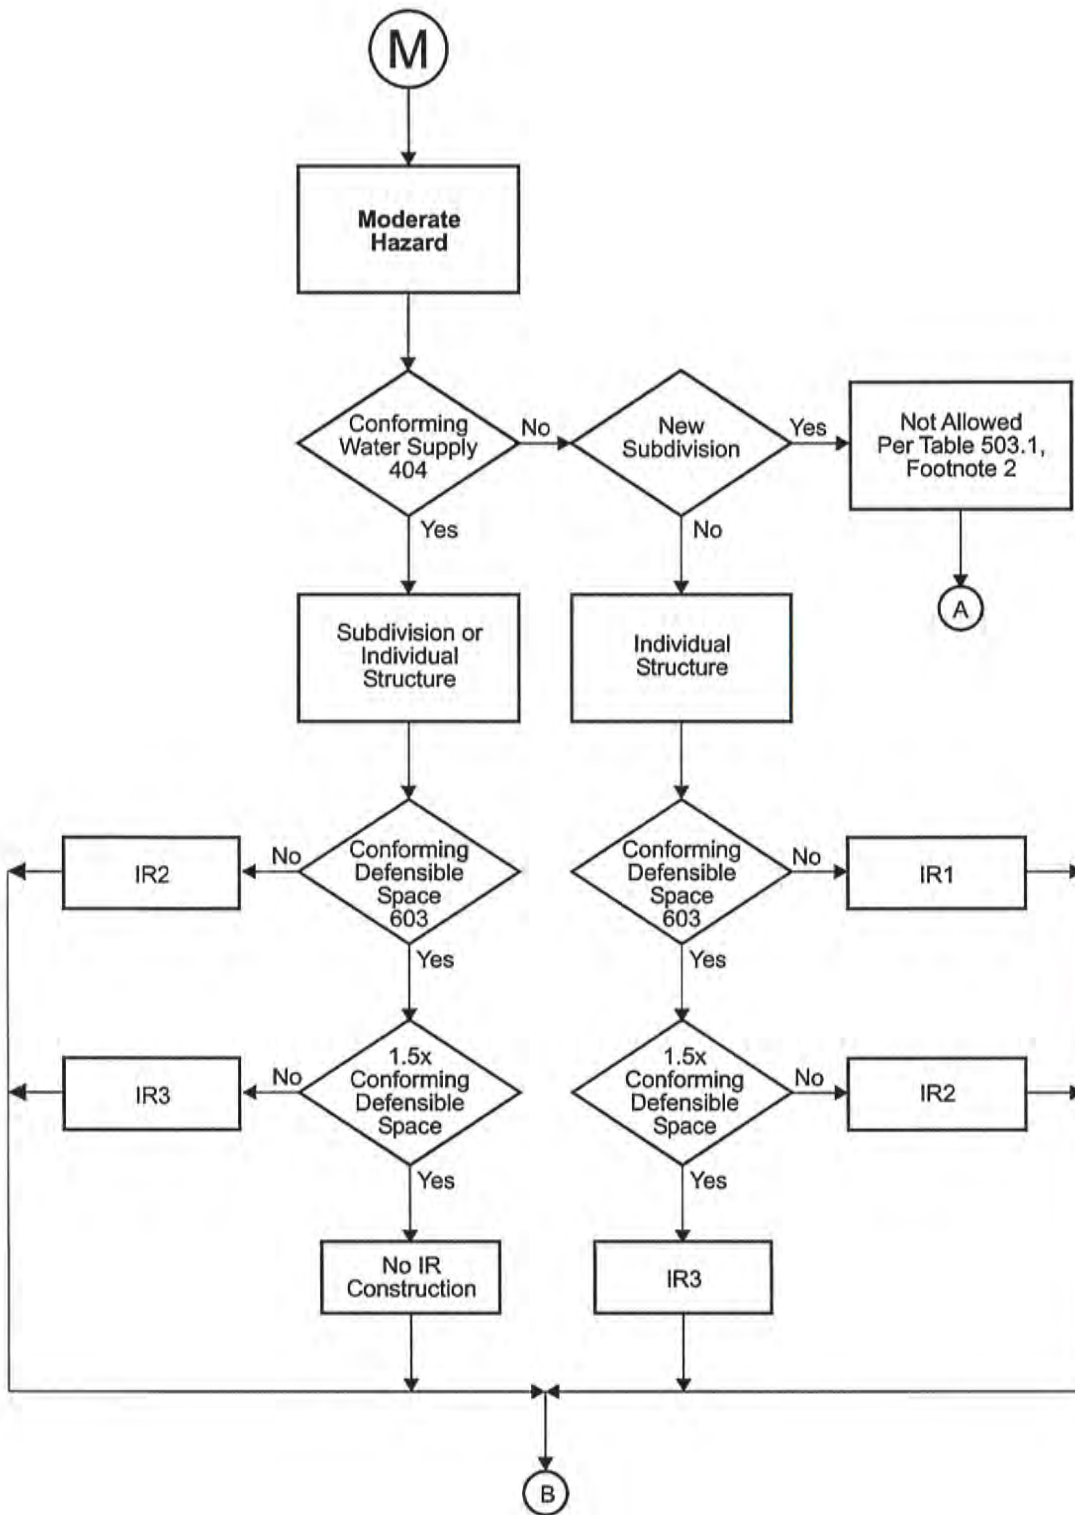 M
Moderate
Hazard
Conforming
Water Supply
404
No
New
Subdivision
Yes
Not Allowed
Per Table 503.1,
Footnote 2
Yes
No
A
Subdivision or
Individual
Structure
Individual
Structure
IR2
No
Conforming
Defensible
Space
603
Conforming
Defensible
Space
603
No
IR1
Yes
Yes
IR3
No
1.5x
Conforming
Defensible
Space
1.5x
Conforming
Defensible
Space
No
IR2
Yes
Yes
No IR
Construction
IR3
B